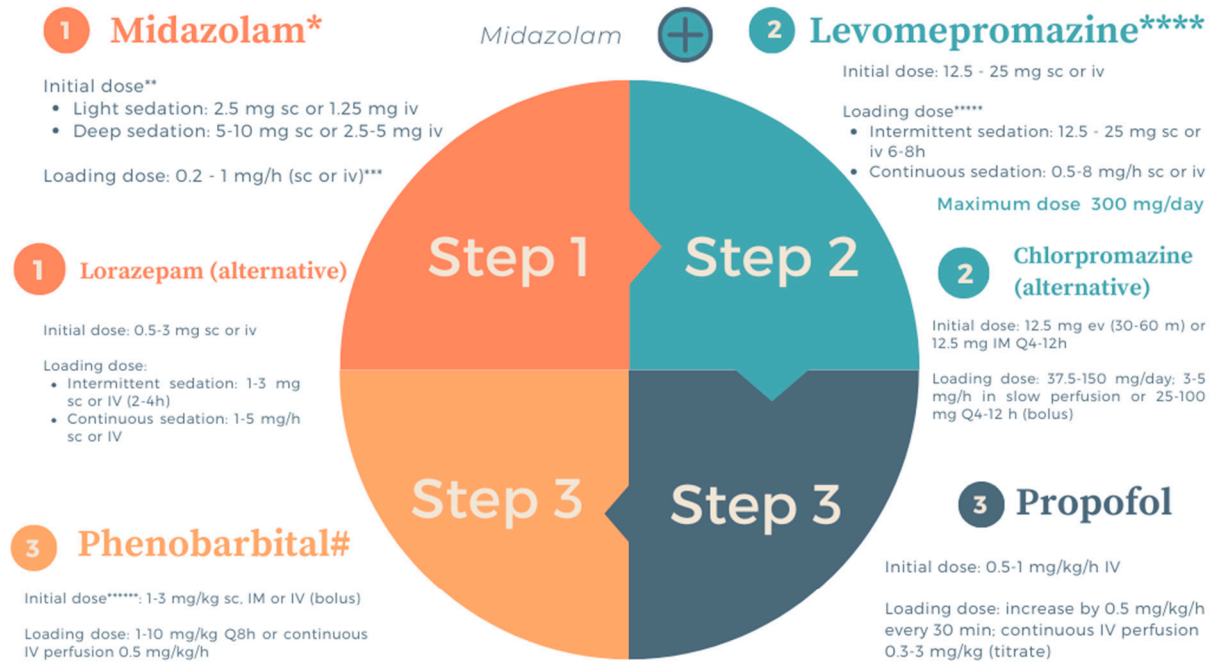 1 Midazolam*
Initial dose**
• Light sedation: 2.5 mg sc or 1.25 mg iv
• Deep sedation: 5-10 mg sc or 2.5-5 mg iv
Loading dose: 0.2 - 1 mg/h (sc or iv)***
Midazolam +
2 Levomepromazine****
Initial dose: 12.5 - 25 mg sc or iv
Loading dose*****
• Intermittent sedation: 12.5 - 25 mg sc or
iv 6-8h
• Continuous sedation: 0.5-8 mg/h sc or iv
Maximum dose 300 mg/day
Step 1
Step 2
1 Lorazepam (alternative)
Initial dose: 0.5-3 mg sc or iv
Loading dose:
• Intermittent sedation: 1-3 mg
sc or IV (2-4h)
• Continuous sedation: 1-5 mg/h
sc or IV
2 Chlorpromazine
(alternative)
Initial dose: 12.5 mg ev (30-60 m) or
12.5 mg IM Q4-12h
Loading dose: 37.5-150 mg/day; 3-5
mg/h in slow perfusion or 25-100
mg Q4-12 h (bolus)
Step 3
Step 3
3 Phenobarbital#
Initial dose******: 1-3 mg/kg sc, IM or IV (bolus)
Loading dose: 1-10 mg/kg Q8h or continuous
IV perfusion 0.5 mg/kg/h
3 Propofol
Initial dose: 0.5-1 mg/kg/h IV
Loading dose: increase by 0.5 mg/kg/h
every 30 min; continuous IV perfusion
0.3-3 mg/kg (titrate)